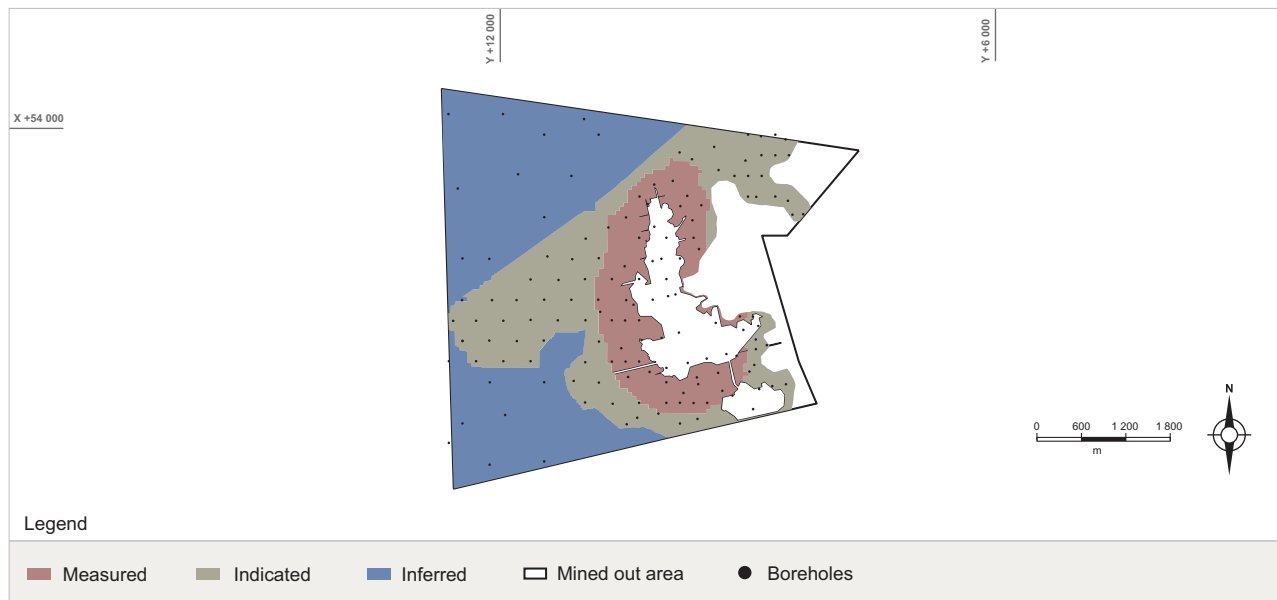 Y +12 000
Y +6 000
X +54 000
N
0 600 1 200 1 800
m
Legend
Measured Indicated Inferred Mined out area Boreholes